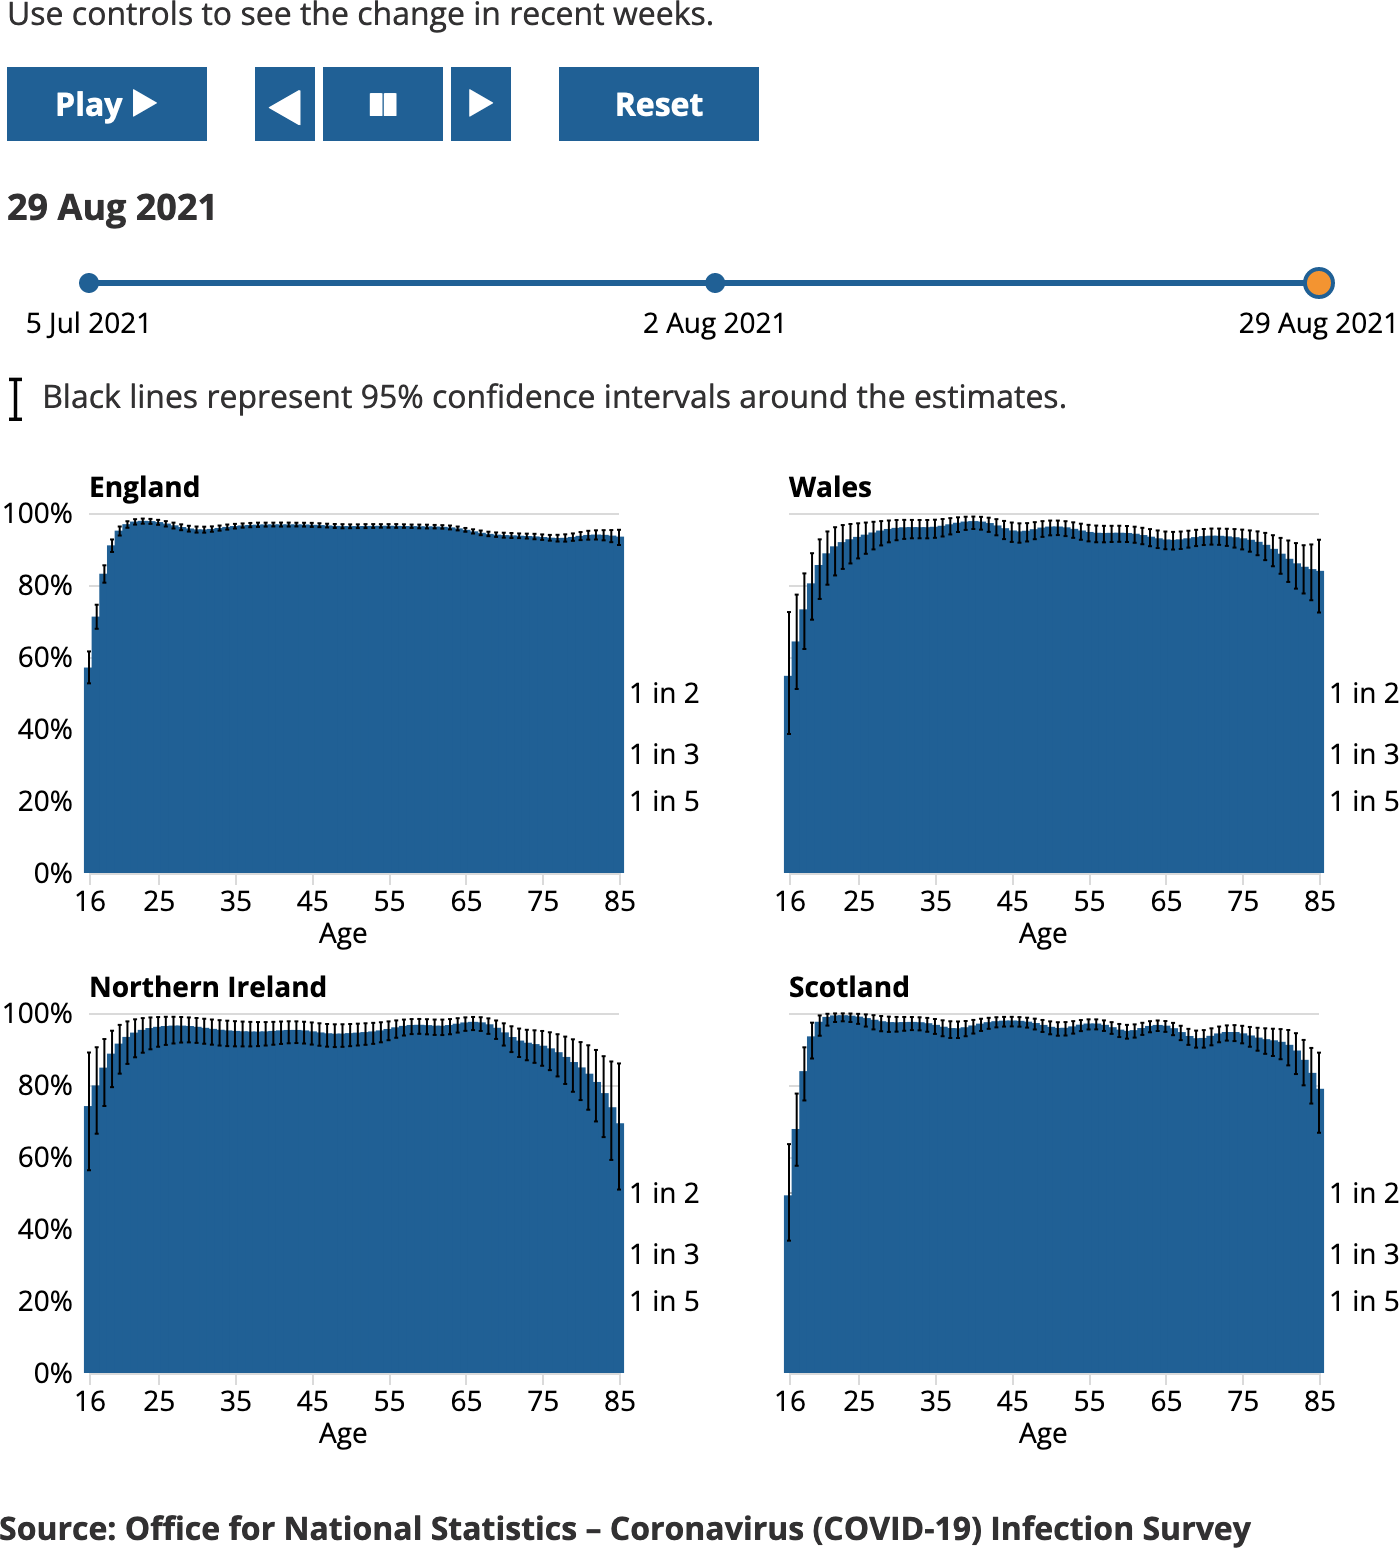 Use controls to see the change in recent weeks.
Play
Reset
29 Aug 2021
5 Jul 2021 2 Aug 2021 29 Aug 2021
Black lines represent 95% confidence intervals around the estimates.
England
100%
80%
60%
40%
20%
0%
1 in 2
1 in 3
1 in 5
16 25 35 45 55 65 75 85
Age
Wales
1 in 2
1 in 3
1 in 5
16 25 35 45 55 65 75 85
Age
Northern Ireland
100%
80%
60%
40%
20%
0%
1 in 2
1 in 3
1 in 5
16 25 35 45 55 65 75 85
Age
Scotland
1 in 2
1 in 3
1 in 5
16 25 35 45 55 65 75 85
Age
Source: Office for National Statistics – Coronavirus (COVID-19) Infection Survey